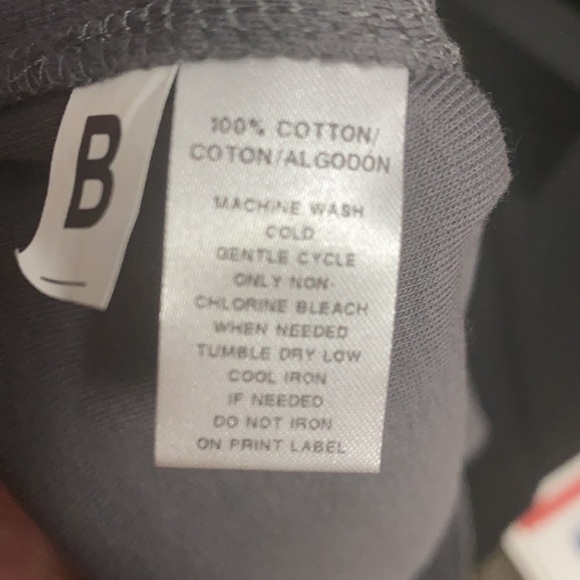 B
100% COTTON/
COTON/ALGODÓN
MACHINE WASH
COLD
GENTLE CYCLE
ONLY NON-
CHLORINE BLEACH
WHEN NEEDED
TUMBLE DRY LOW
COOL IRON
IF NEEDED
DO NOT IRON
ON PRINT LABEL